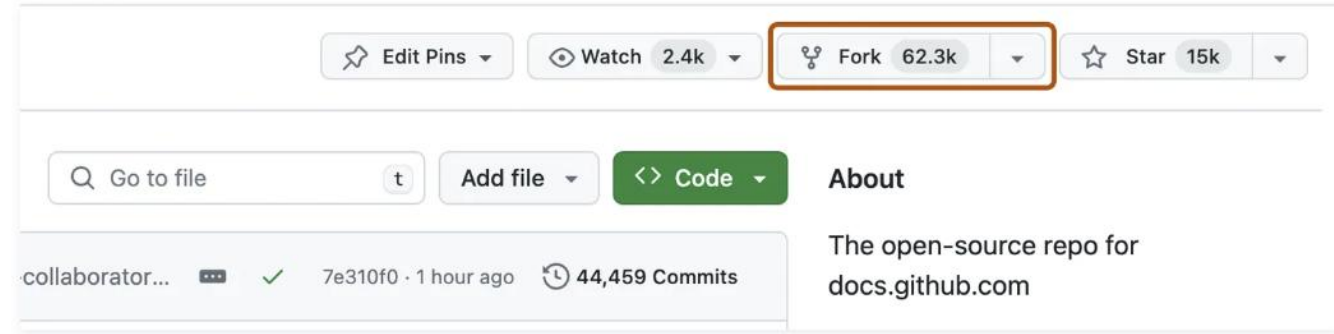 Edit Pins Watch 2.4k Fork 62.3k Star 15k
Go to file t Add file <> Code About
The open-source repo for
collaborator... 7e310f0 · 1 hour ago 44,459 Commits
docs.github.com